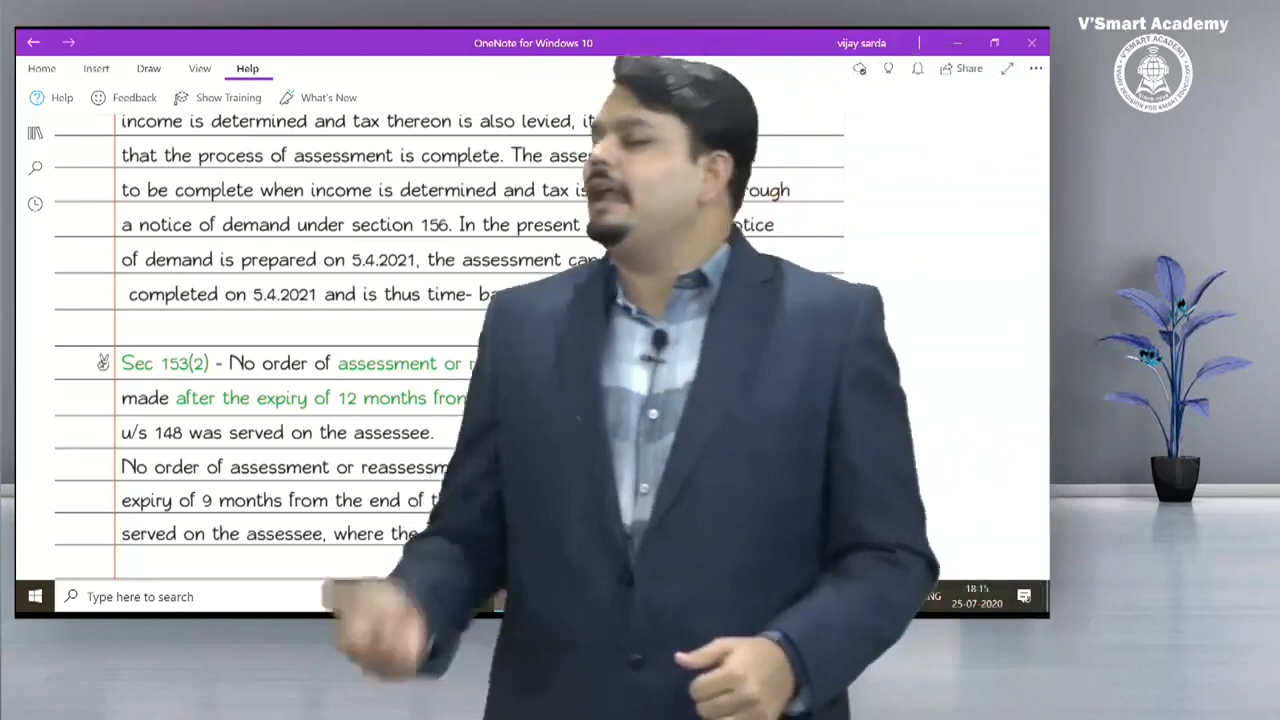 V'Smart Academy
OneNote for Windows 10
vijay sarda
Home Insert Draw View Help
Share
Help Feedback Show Training What's New
income is determined and tax thereon is also levied, it
that the process of assessment is complete. The
to be complete when income is determined and tax is
a notice of demand under section 156. In the present
of demand is prepared on 5.4.2021, the assessment
completed on 5.4.2021 and is thus time-
Sec 153(2) - No order of assessment or
made after the expiry of 12 months from
u/s 148 was served on the assessee.
No order of assessment or
expiry of 9 months from the end of
served on the assessee, where the
Type here to search
18:15
25-07-2020